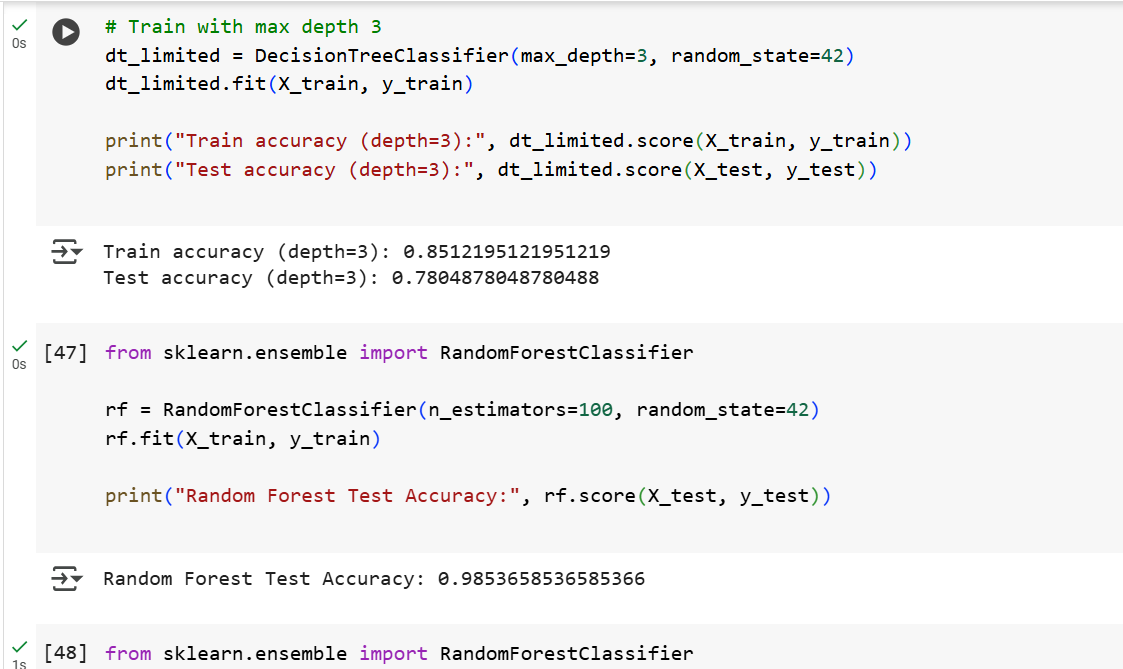 0s
# Train with max depth 3
dt_limited = DecisionTreeClassifier(max_depth=3, random_state=42)
dt_limited.fit(X_train, y_train)
print("Train accuracy (depth=3):", dt_limited.score(X_train, y_train))
print("Test accuracy (depth=3):", dt_limited.score(X_test, y_test))
Train accuracy (depth=3): 0.8512195121951219
Test accuracy (depth=3): 0.7804878048780488
0s
[47] from sklearn.ensemble import RandomForestClassifier
rf = RandomForestClassifier(n_estimators=100, random_state=42)
rf.fit(X_train, y_train)
print("Random Forest Test Accuracy:", rf.score(X_test, y_test))
Random Forest Test Accuracy: 0.9853658536585366
[48] from sklearn.ensemble import RandomForestClassifier
1s